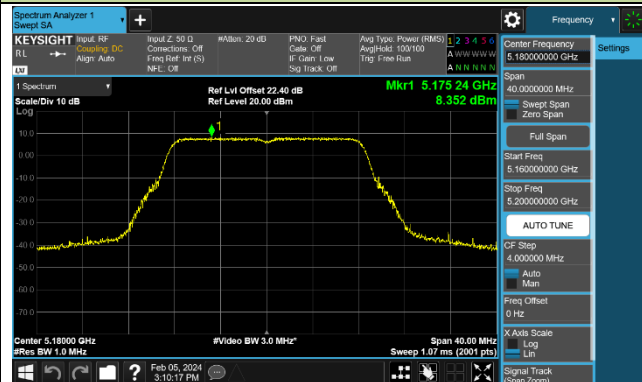 Spectrum Analyzer 1
Swept SA
+
Frequency
KEYSIGHT
Input: RF
Input Z: 50 Ω
#Atten: 20 dB
PNO: Fast
Avg Type: Power (RMS)
1 2 3 4 5 6
RL
Coupling: DC
Corrections: Off
Gate: Off
Avg|Hold: 100/100
A W W W W W
Align: Auto
Freq Ref: Int (S)
IF Gain: Low
Trig: Free Run
NFE: Off
Sig Track: Off
A N N N N N
LXI
1 Spectrum
Ref Lvl Offset 22.40 dB
Mkr1 5.175 24 GHz
Scale/Div 10 dB
Ref Level 20.00 dBm
8.352 dBm
Log
1
10.0
0.00
-10.0
-20.0
-30.0
-40.0
-50.0
-60.0
-70.0
Center 5.18000 GHz
#Video BW 3.0 MHz*
Span 40.00 MHz
#Res BW 1.0 MHz
Sweep 1.07 ms (2001 pts)
Feb 05, 2024
3:10:17 PM
Center Frequency
5.180000000 GHz
Settings
Span
40.0000000 MHz
Swept Span
Zero Span
Full Span
Start Freq
5.160000000 GHz
Stop Freq
5.200000000 GHz
AUTO TUNE
CF Step
4.000000 MHz
Auto
Man
Freq Offset
0 Hz
X Axis Scale
Log
Lin
Signal Track
(Span Zoom)